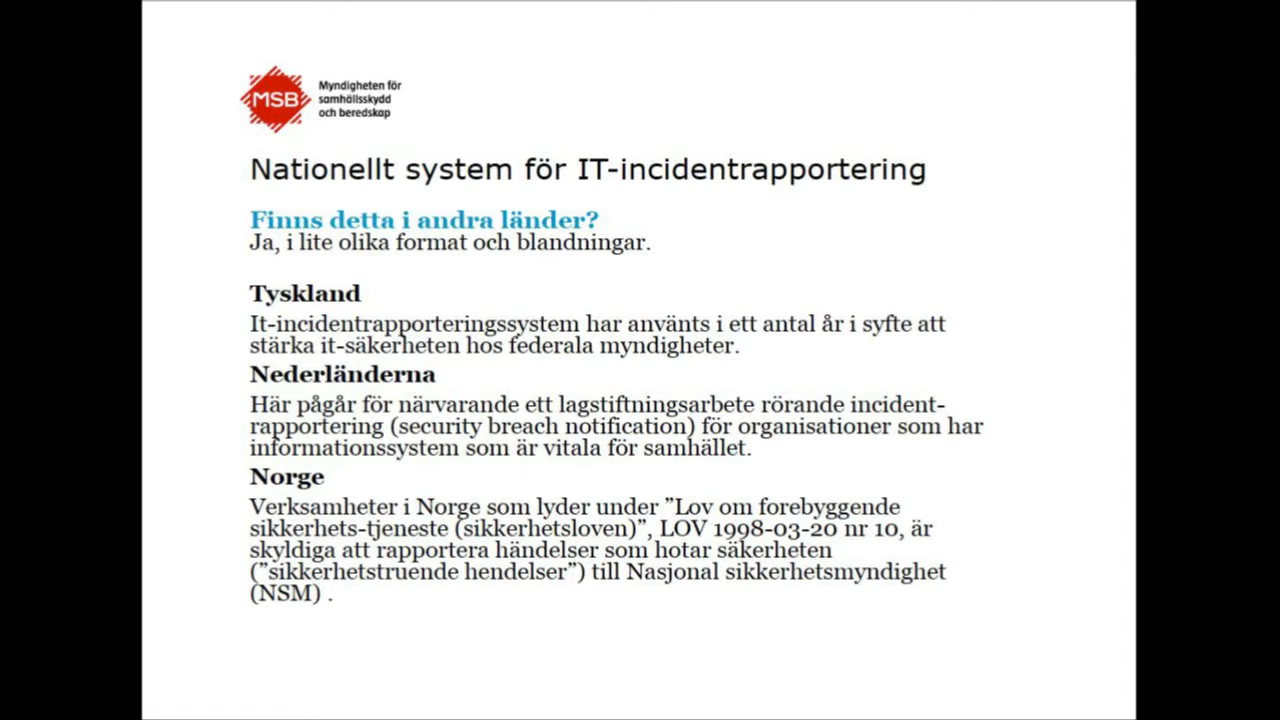 MSB
Myndigheten för
samhällsskydd
och beredskap
Nationellt system för IT-incidentrapportering
Finns detta i andra länder?
Ja, i lite olika format och blandningar.
Tyskland
It-incidentrapporteringssystem har använts i ett antal år i syfte att
stärka it-säkerheten hos federala myndigheter.
Nederländerna
Här pågår för närvarande ett lagstiftningsarbete rörande incident-
rapportering (security breach notification) för organisationer som har
informationssystem som är vitala för samhället.
Norge
Verksamheter i Norge som lyder under ”Lov om forebyggende
sikkerhets-tjeneste (sikkerhetsloven)”, LOV 1998-03-20 nr 10, är
skyldiga att rapportera händelser som hotar säkerheten
(”sikkerhetstruende hendelser”) till Nasjonal sikkerhetsmyndighet
(NSM) .